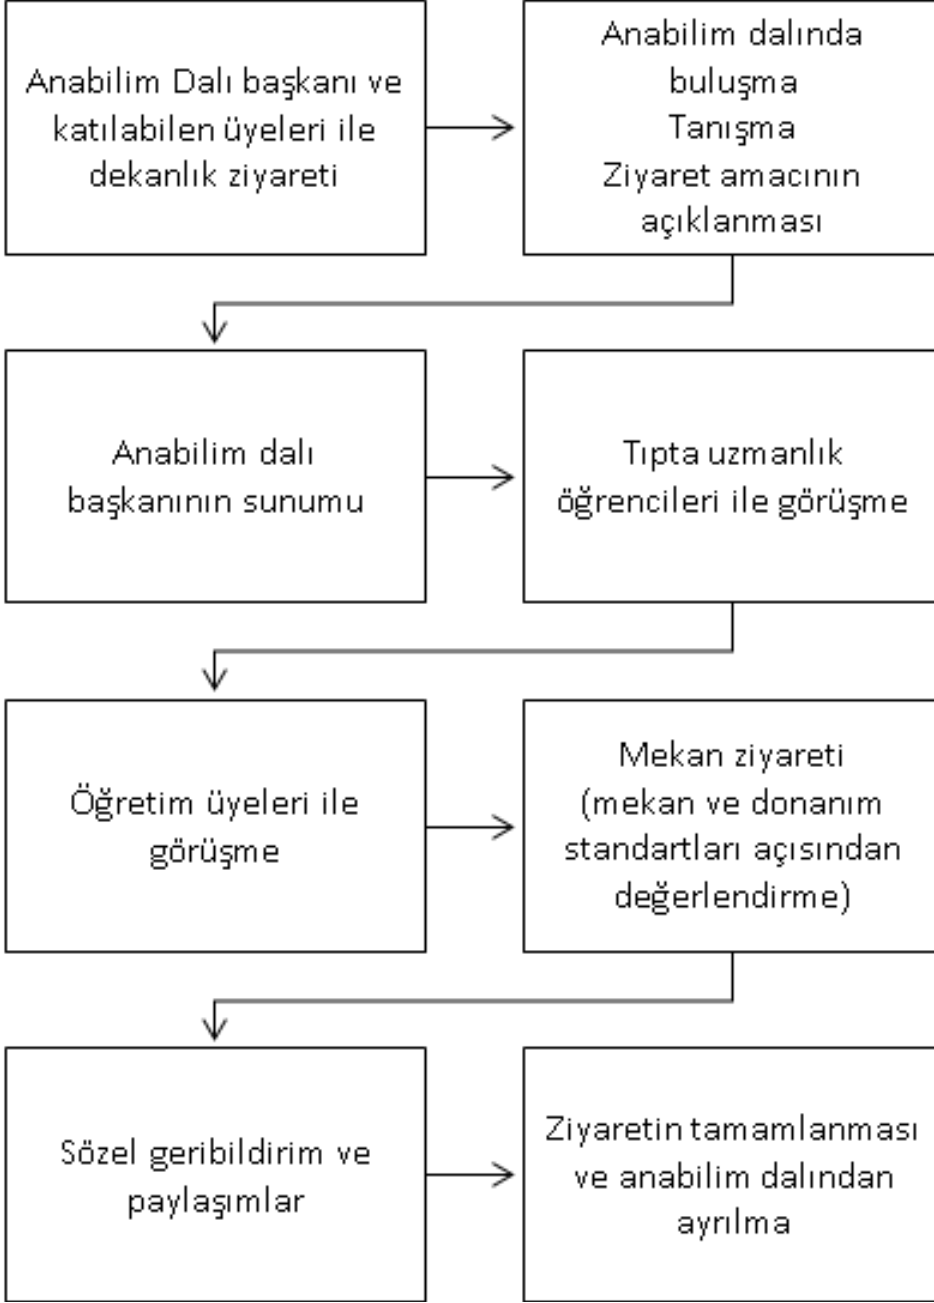 Anabilim Dalı başkanı ve
katılabilen üyeleri ile
dekanlık ziyareti
Anabilim dalında
buluşma
Tanışma
Ziyaret amacının
açıklanması
Anabilim dalı
başkanının sunumu
Tıpta uzmanlık
öğrencileri ile görüşme
Öğretim üyeleri ile
görüşme
Mekan ziyareti
(mekan ve donanım
standartları açısından
değerlendirme)
Sözel geribildirim ve
paylaşımlar
Ziyaretin tamamlanması
ve anabilim dalından
ayrılma